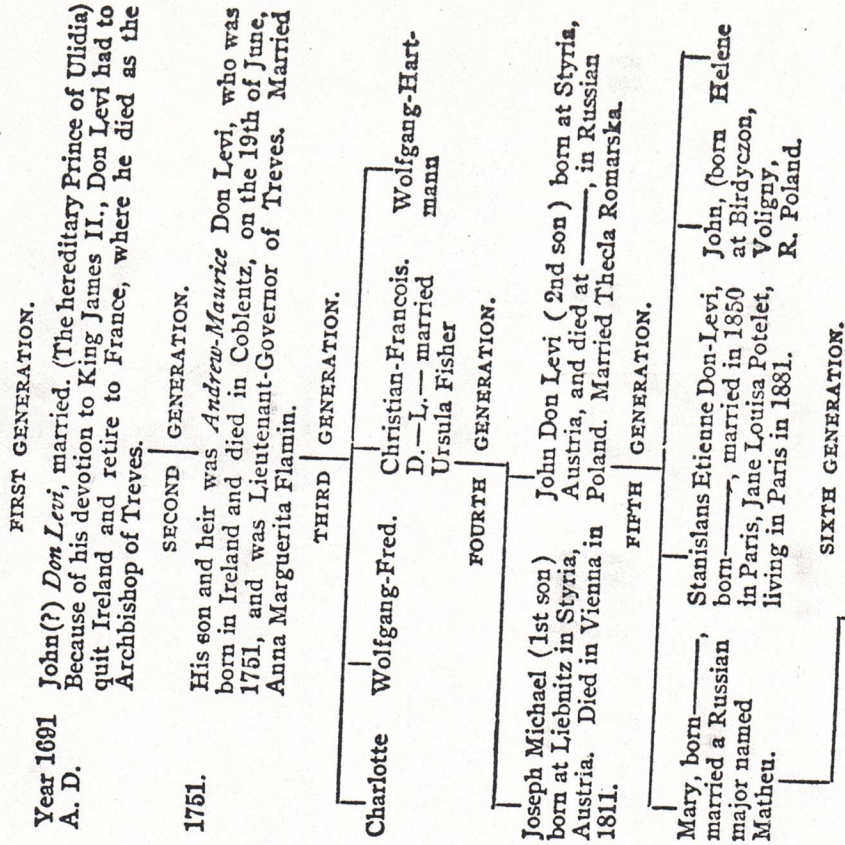 FIRST GENERATION.
Year 1691
A. D.
John(?) Don Levi, married. (The hereditary Prince of Ulidia)
Because of his devotion to King James II., Don Levi had to
quit Ireland and retire to France, where he died as the
Archbishop of Treves.
SECOND GENERATION.
1751.
His son and heir was Andrew-Maurice Don Levi, who was
born in Ireland and died in Coblentz, on the 19th of June,
1751, and was Lieutenant-Governor of Treves. Married
Anna Marguerita Flamin.
THIRD GENERATION.
Charlotte
Wolfgang-Fred.
Christian-Francois.
D.—L.— married
Ursula Fisher
Wolfgang-Hart-
mann
FOURTH GENERATION.
Joseph Michael (1st son)
born at Liebnitz in Styria,
Austria. Died in Vienna in
1811.
John Don Levi ( 2nd son ) born at Styria,
Austria, and died at ———, in Russian
Poland. Married Thecla Romarska.
FIFTH GENERATION.
Mary, born———,
married a Russian
major named
Matheu.
Stanislans Etienne Don-Levi,
born———, married in 1850
in Paris, Jane Louisa Potelet,
living in Paris in 1881.
John, (born
at Birdyczon,
Voligny,
R. Poland.
Helene
SIXTH GENERATION.